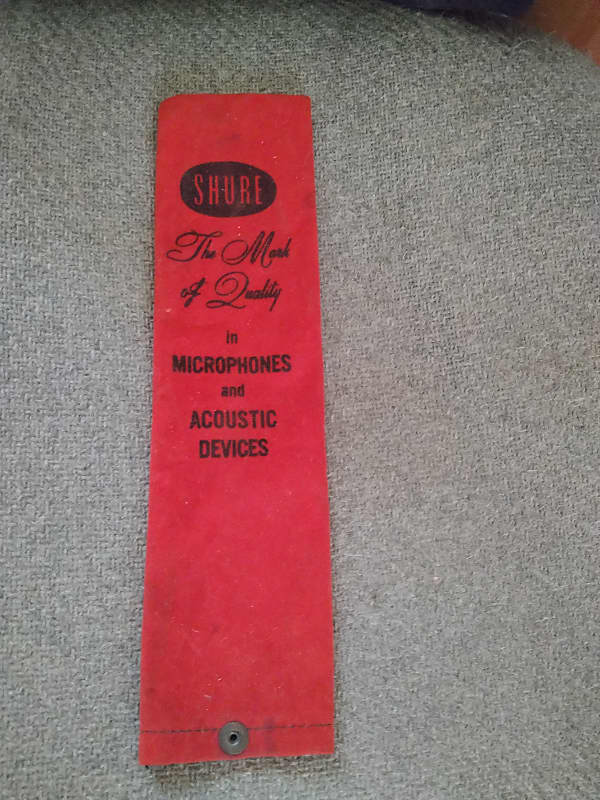 SHURE
The Mark
of Quality
in
MICROPHONES
and
ACOUSTIC
DEVICES